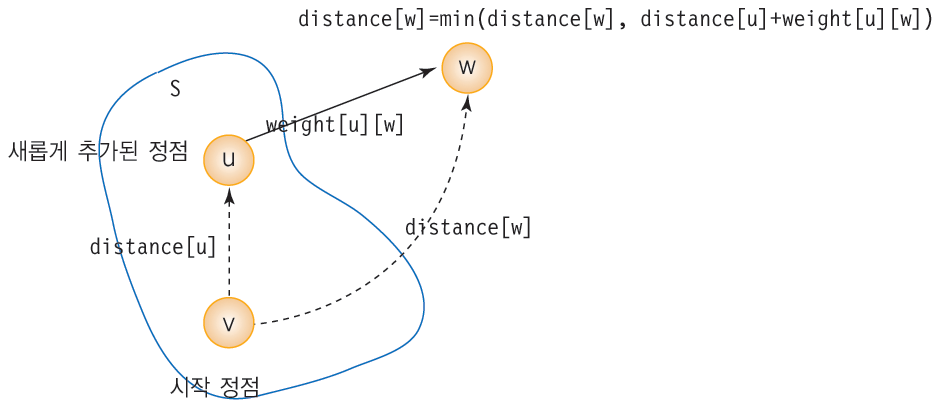 distance[w]=min(distance[w], distance[u]+weight[u][w])
w
S
weight[u][w]
새롭게 추가된 정점
u
distance[w]
distance[u]
v
시작 정점